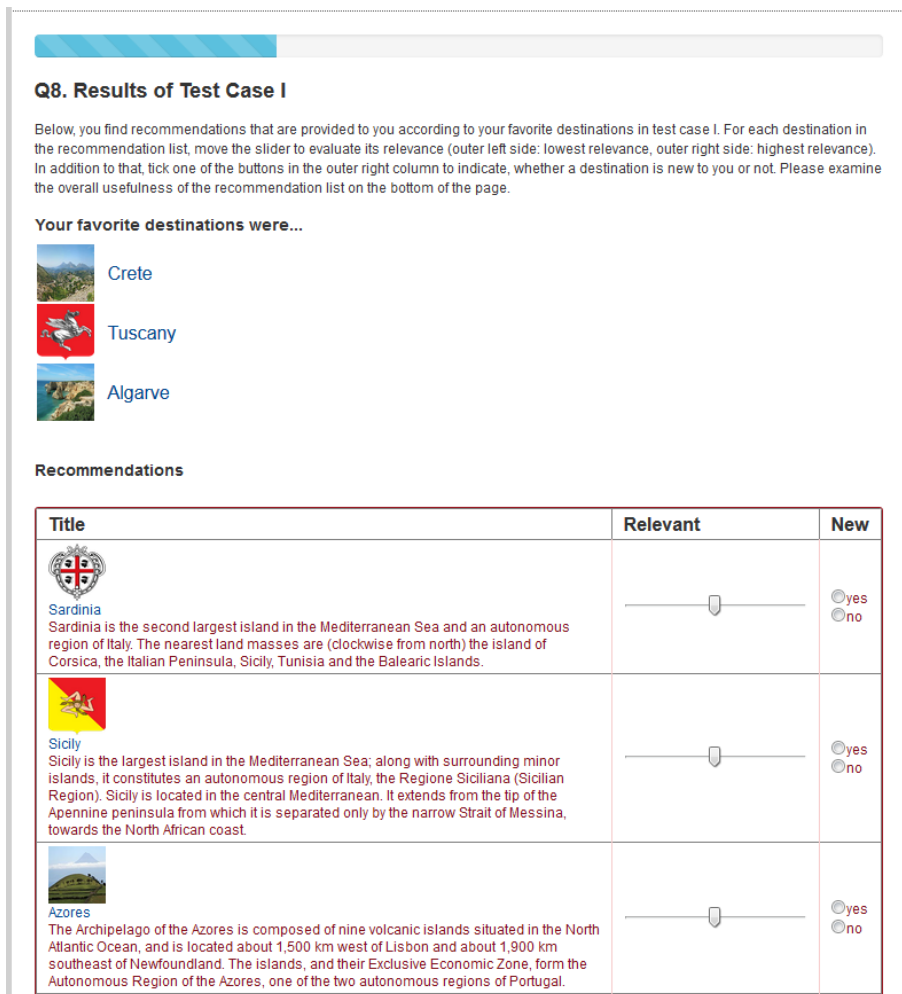 Q8. Results of Test Case I
Below, you find recommendations that are provided to you according to your favorite destinations in test case I. For each destination in
the recommendation list, move the slider to evaluate its relevance (outer left side: lowest relevance, outer right side: highest relevance).
In addition to that, tick one of the buttons in the outer right column to indicate, whether a destination is new to you or not. Please examine
the overall usefulness of the recommendation list on the bottom of the page.
Your favorite destinations were...
Crete
Tuscany
Algarve
Recommendations
Title Relevant New
Sardinia
Sardinia is the second largest island in the Mediterranean Sea and an autonomous
region of Italy. The nearest land masses are (clockwise from north) the island of
Corsica, the Italian Peninsula, Sicily, Tunisia and the Balearic Islands.
yes
no
Sicily
Sicily is the largest island in the Mediterranean Sea; along with surrounding minor
islands, it constitutes an autonomous region of Italy, the Regione Siciliana (Sicilian
Region). Sicily is located in the central Mediterranean. It extends from the tip of the
Apennine peninsula from which it is separated only by the narrow Strait of Messina,
towards the North African coast.
yes
no
Azores
The Archipelago of the Azores is composed of nine volcanic islands situated in the North
Atlantic Ocean, and is located about 1,500 km west of Lisbon and about 1,900 km
southeast of Newfoundland. The islands, and their Exclusive Economic Zone, form the
Autonomous Region of the Azores, one of the two autonomous regions of Portugal.
yes
no